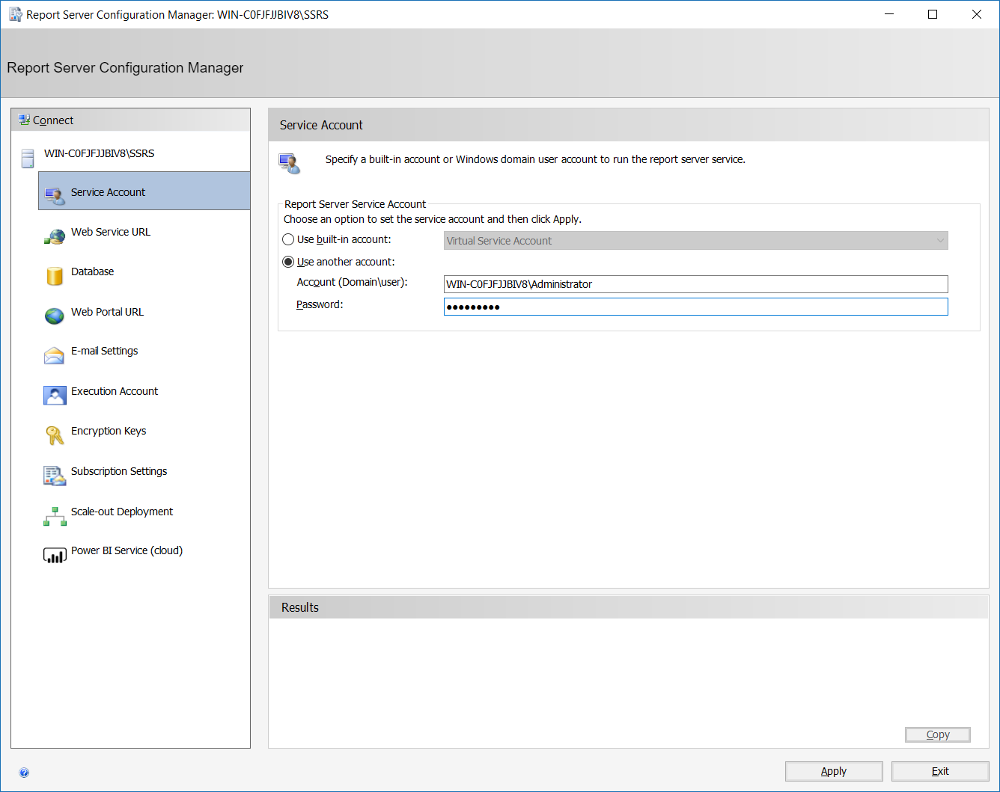 Report Server Configuration Manager: WIN-C0FJFJJBIV8\SSRS
Report Server Configuration Manager
Connect
WIN-C0FJFJJBIV8\SSRS
Service Account
Web Service URL
Database
Web Portal URL
E-mail Settings
Execution Account
Encryption Keys
Subscription Settings
Scale-out Deployment
Power BI Service (cloud)
Service Account
Specify a built-in account or Windows domain user account to run the report server service.
Report Server Service Account
Choose an option to set the service account and then click Apply.
Use built-in account:
Virtual Service Account
Use another account:
Account (Domain\user):
WIN-C0FJFJJBIV8\Administrator
Password:
●●●●●●●●●
Results
Copy
Apply
Exit